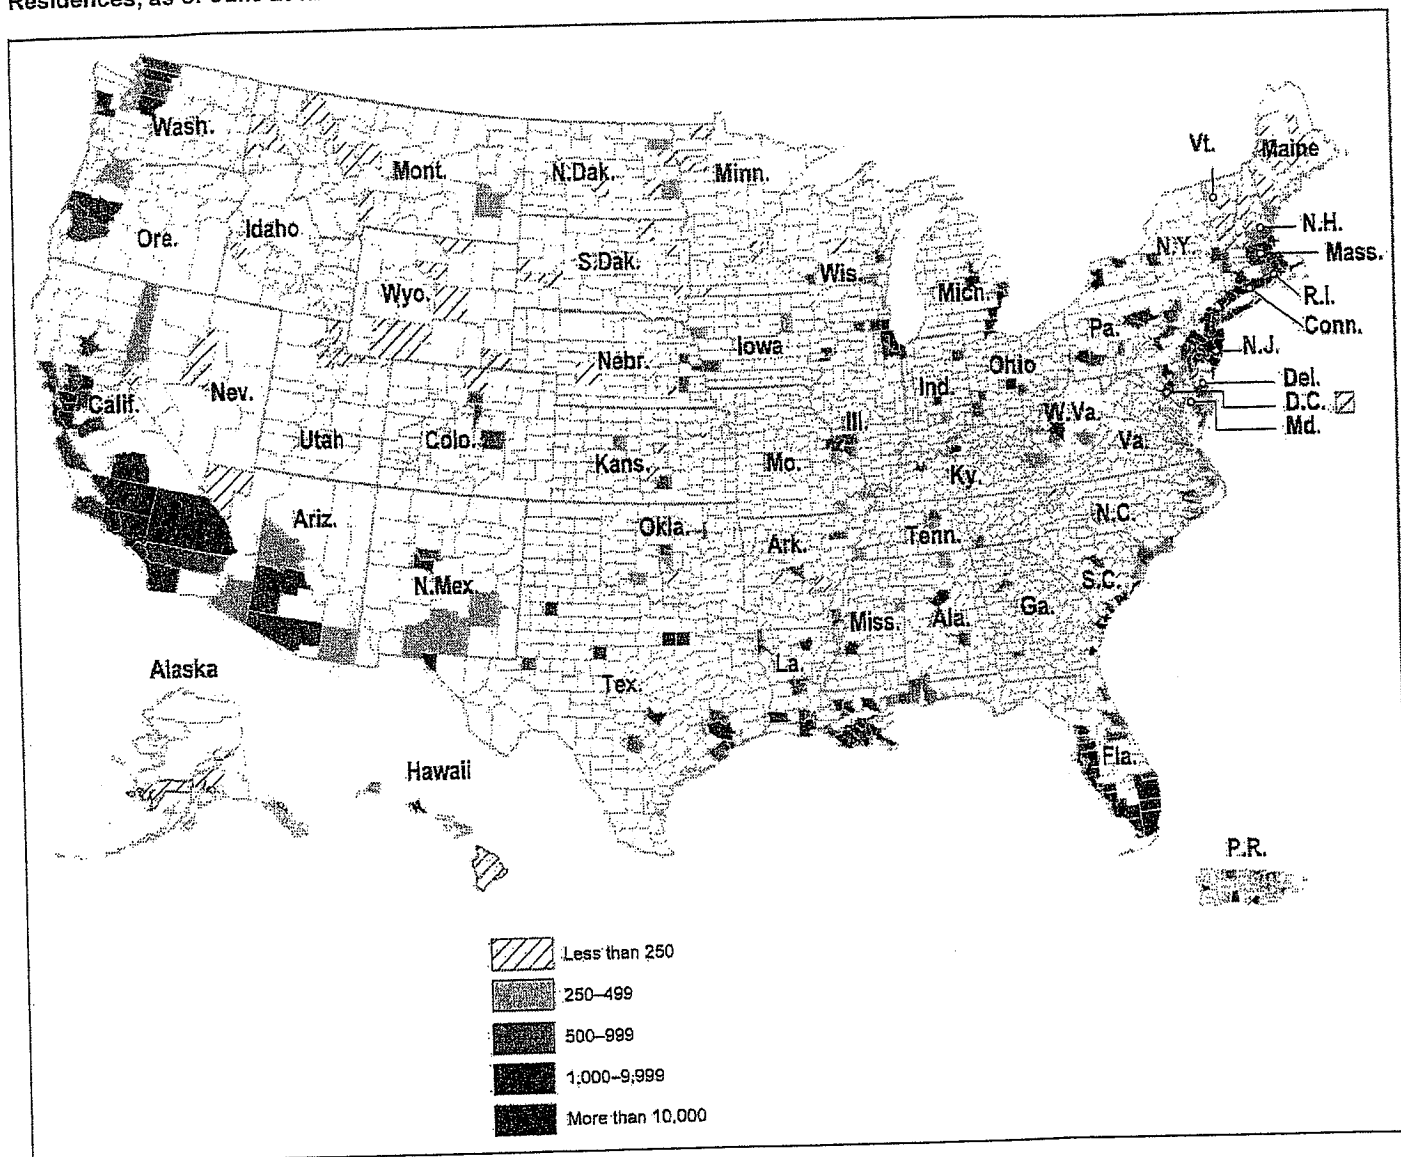 Residences, as of June
Wash.
Vt.
Maine
Mont.
N.Dak.
Minn.
Ore.
Idaho
N.H.
S.Dak.
Wis.
N.Y.
Mass.
Wyo.
Mich.
R.I.
Pa.
Conn.
Iowa
N.J.
Nebr.
Ohio
Ind.
Del.
Calif.
Nev.
D.C.
W.Va.
Md.
Ill.
Utah
Colo.
Va.
Kans.
Mo.
Ky.
Ariz.
N.C.
Okla.
Tenn.
Ark.
N.Mex.
S.C.
Ga.
Miss.
Ala.
Alaska
La.
Tex.
Fla.
Hawaii
P.R.
Less than 250
250–499
500–999
1,000–9,999
More than 10,000